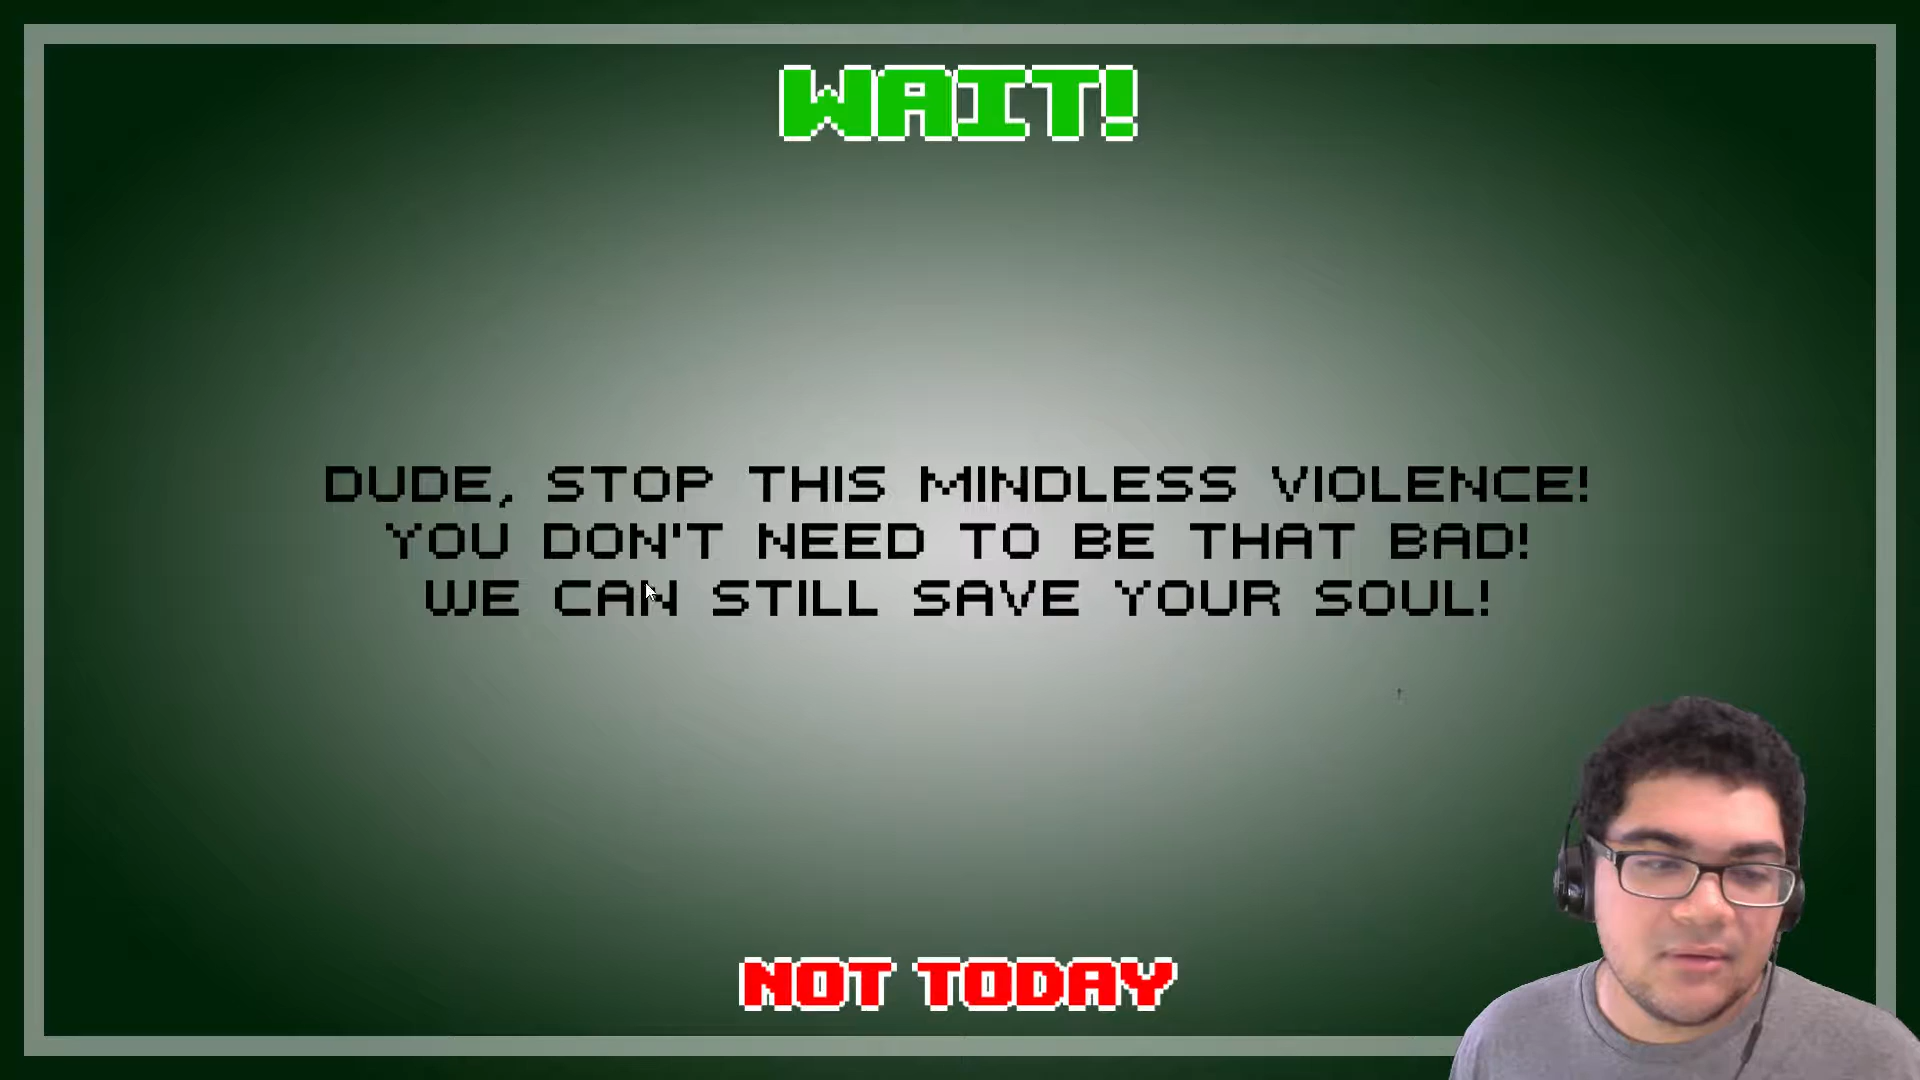 WAIT!
DUDE, STOP THIS MINDLESS VIOLENCE!
YOU DON'T NEED TO BE THAT BAD!
WE CAN STILL SAVE YOUR SOUL!
NOT TODAY